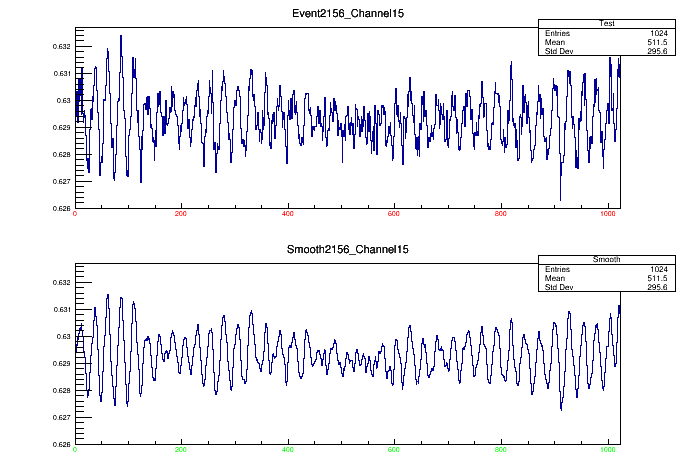 Event2156_Channel15
Test
Entries 1024
Mean 511.5
Std Dev 295.6
0.632
0.631
0.63
0.629
0.628
0.627
0.626
0 200 400 600 800 1000
Smooth2156_Channel15
Smooth
Entries 1024
Mean 511.5
Std Dev 295.6
0.632
0.631
0.63
0.629
0.628
0.627
0.626
0 200 400 600 800 1000